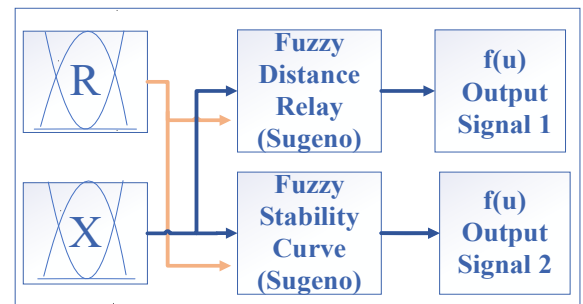 R
Fuzzy
Distance
Relay
(Sugeno)
f(u)
Output
Signal 1
X
Fuzzy
Stability
Curve
(Sugeno)
f(u)
Output
Signal 2